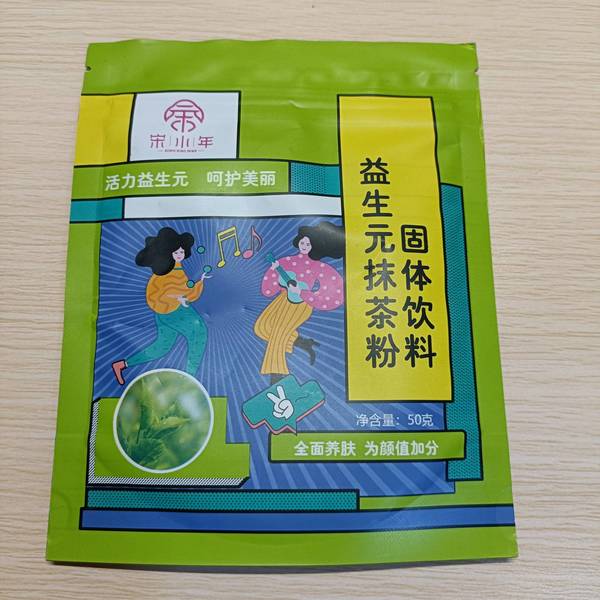 宋|小|年
活力益生元 呵护美丽
益生元抹茶粉
固体饮料
净含量：50克
全面养肤 为颜值加分